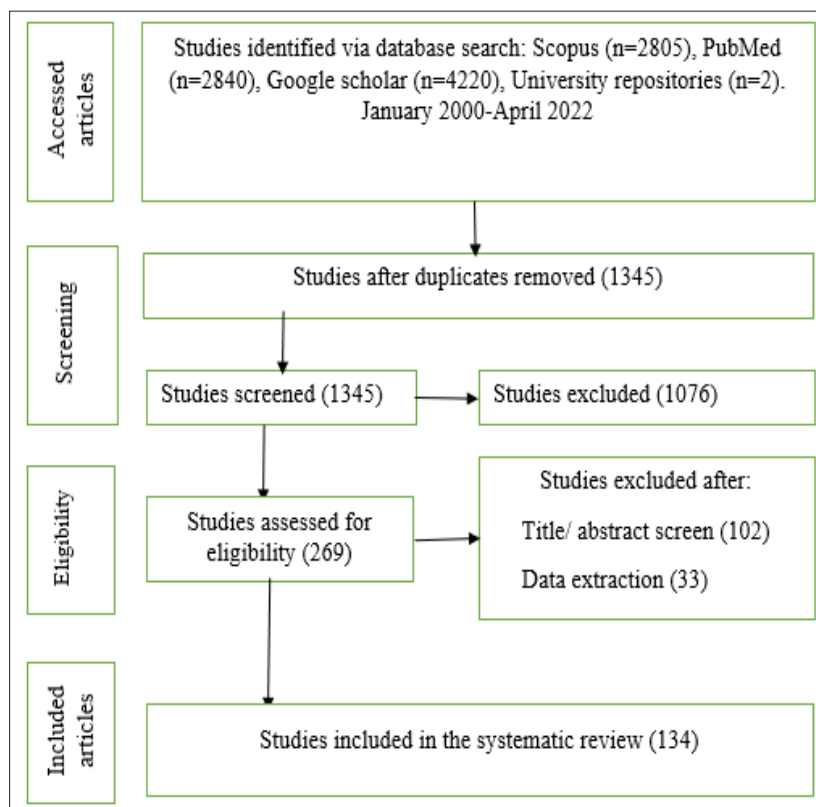 Accessed
articles
Studies identified via database search: Scopus (n=2805), PubMed
(n=2840), Google scholar (n=4220), University repositories (n=2).
January 2000-April 2022
Screening
Studies after duplicates removed (1345)
Studies screened (1345)
Studies excluded (1076)
Eligibility
Studies assessed for
eligibility (269)
Studies excluded after:
Title/ abstract screen (102)
Data extraction (33)
Included
articles
Studies included in the systematic review (134)